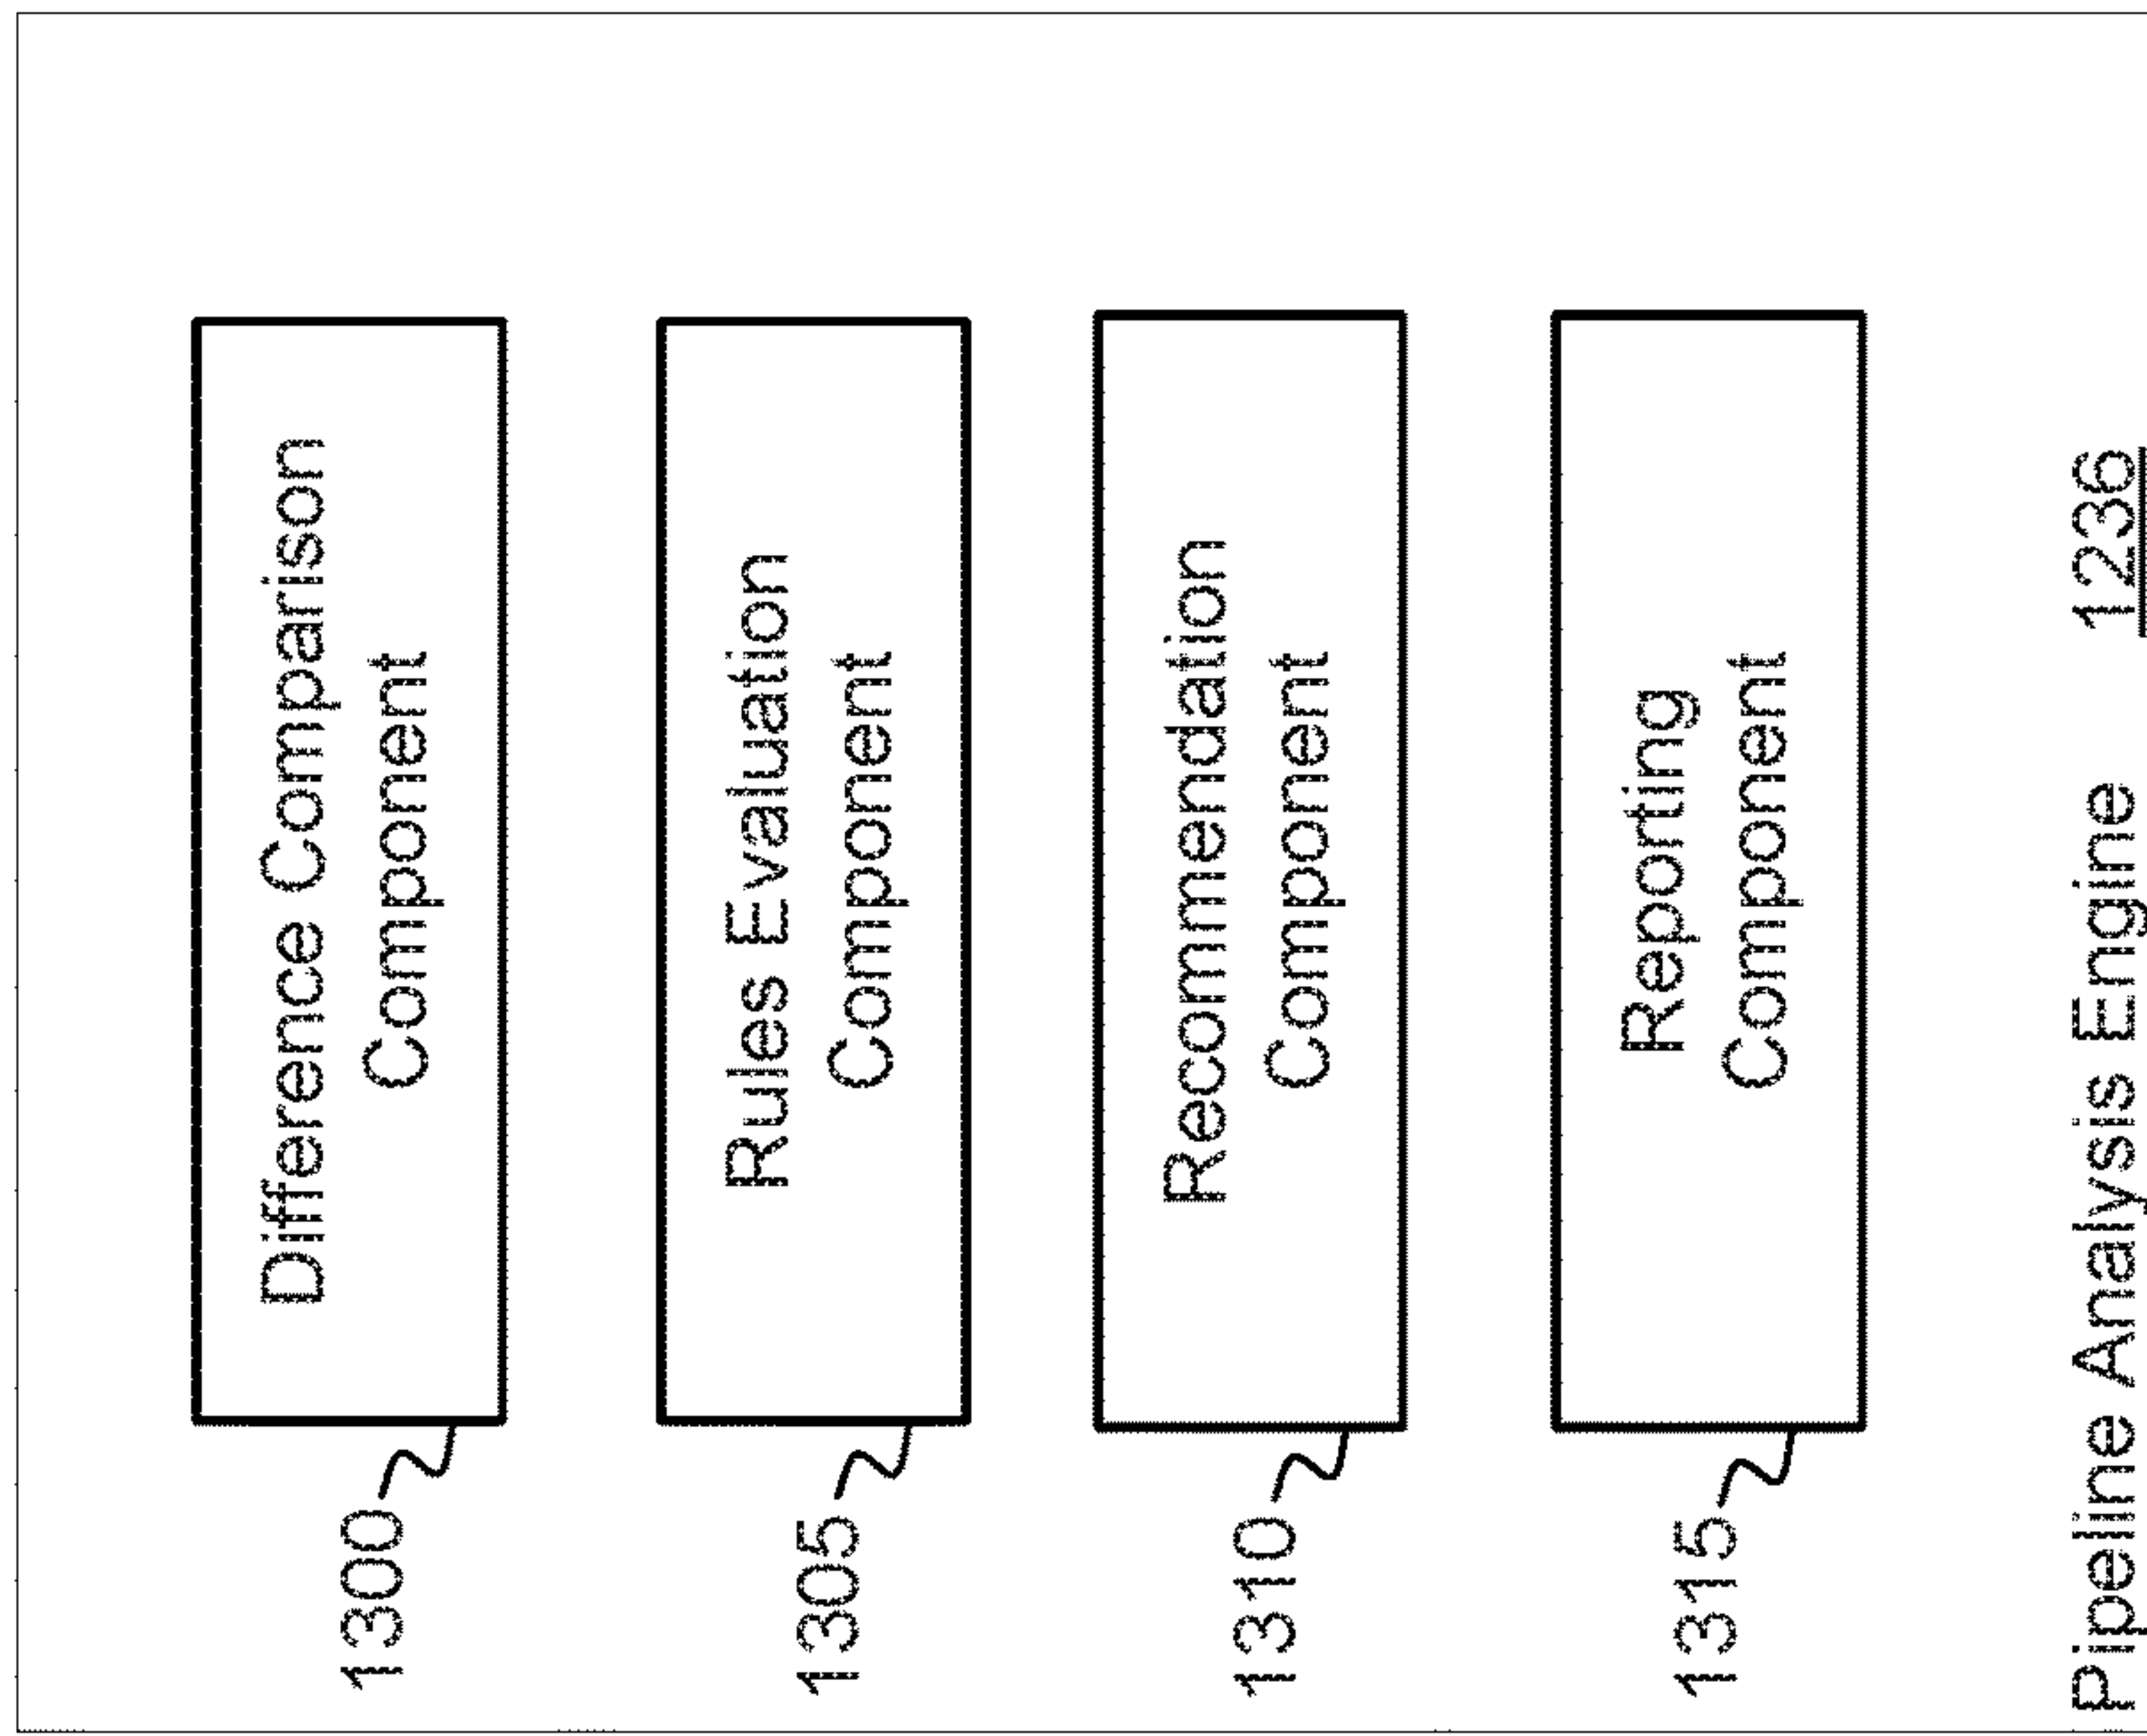 1300
Difference Comparison
Component
1305
Rules Evaluation
Component
1310
Recommendation
Component
1315
Reporting
Component
Pipeline Analysis Engine 1236